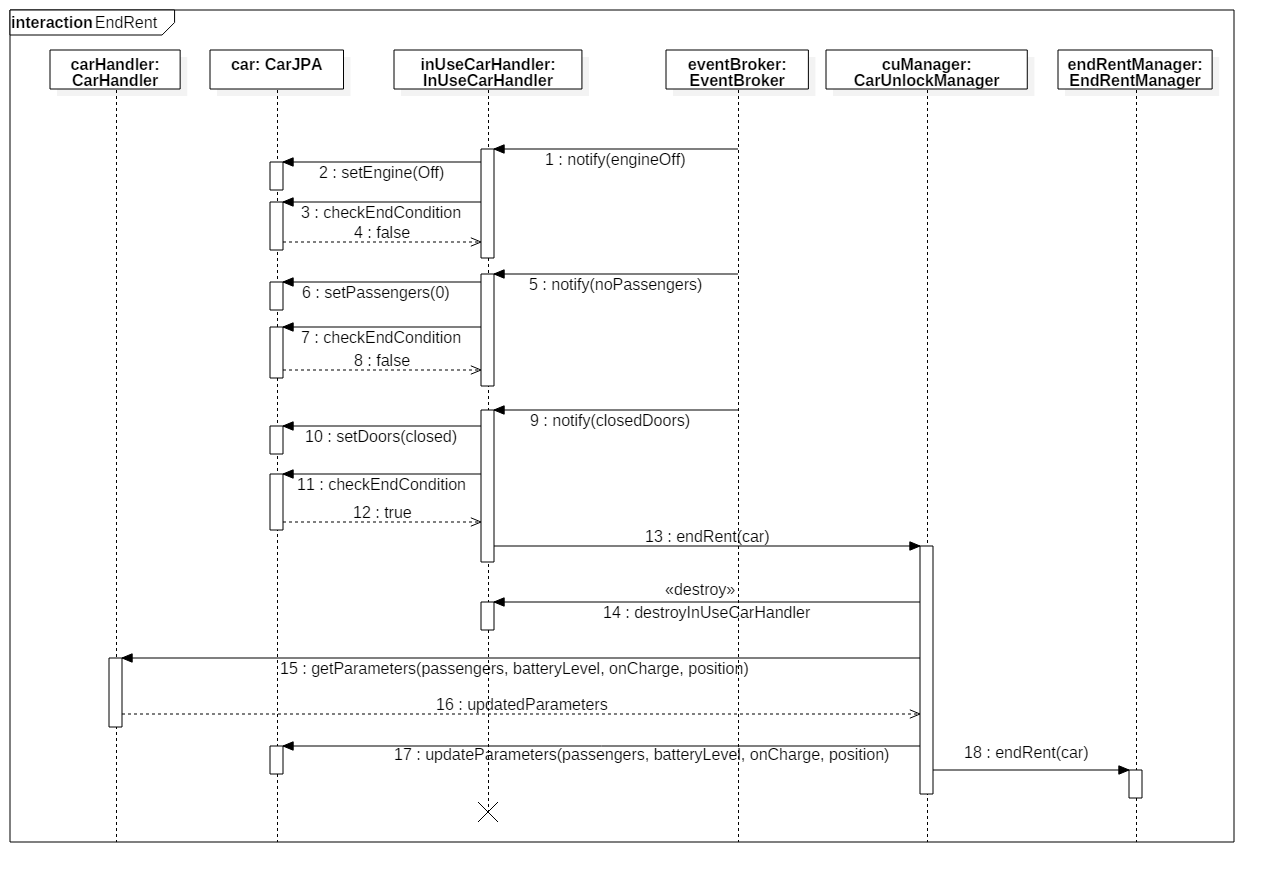 interaction EndRent
carHandler:
CarHandler
car: CarJPA
inUseCarHandler:
InUseCarHandler
eventBroker:
EventBroker
cuManager:
CarUnlockManager
endRentManager:
EndRentManager
1 : notify(engineOff)
2 : setEngine(Off)
3 : checkEndCondition
4 : false
5 : notify(noPassengers)
6 : setPassengers(0)
7 : checkEndCondition
8 : false
9 : notify(closedDoors)
10 : setDoors(closed)
11 : checkEndCondition
12 : true
13 : endRent(car)
«destroy»
14 : destroyInUseCarHandler
15 : getParameters(passengers, batteryLevel, onCharge, position)
16 : updatedParameters
17 : updateParameters(passengers, batteryLevel, onCharge, position)
18 : endRent(car)